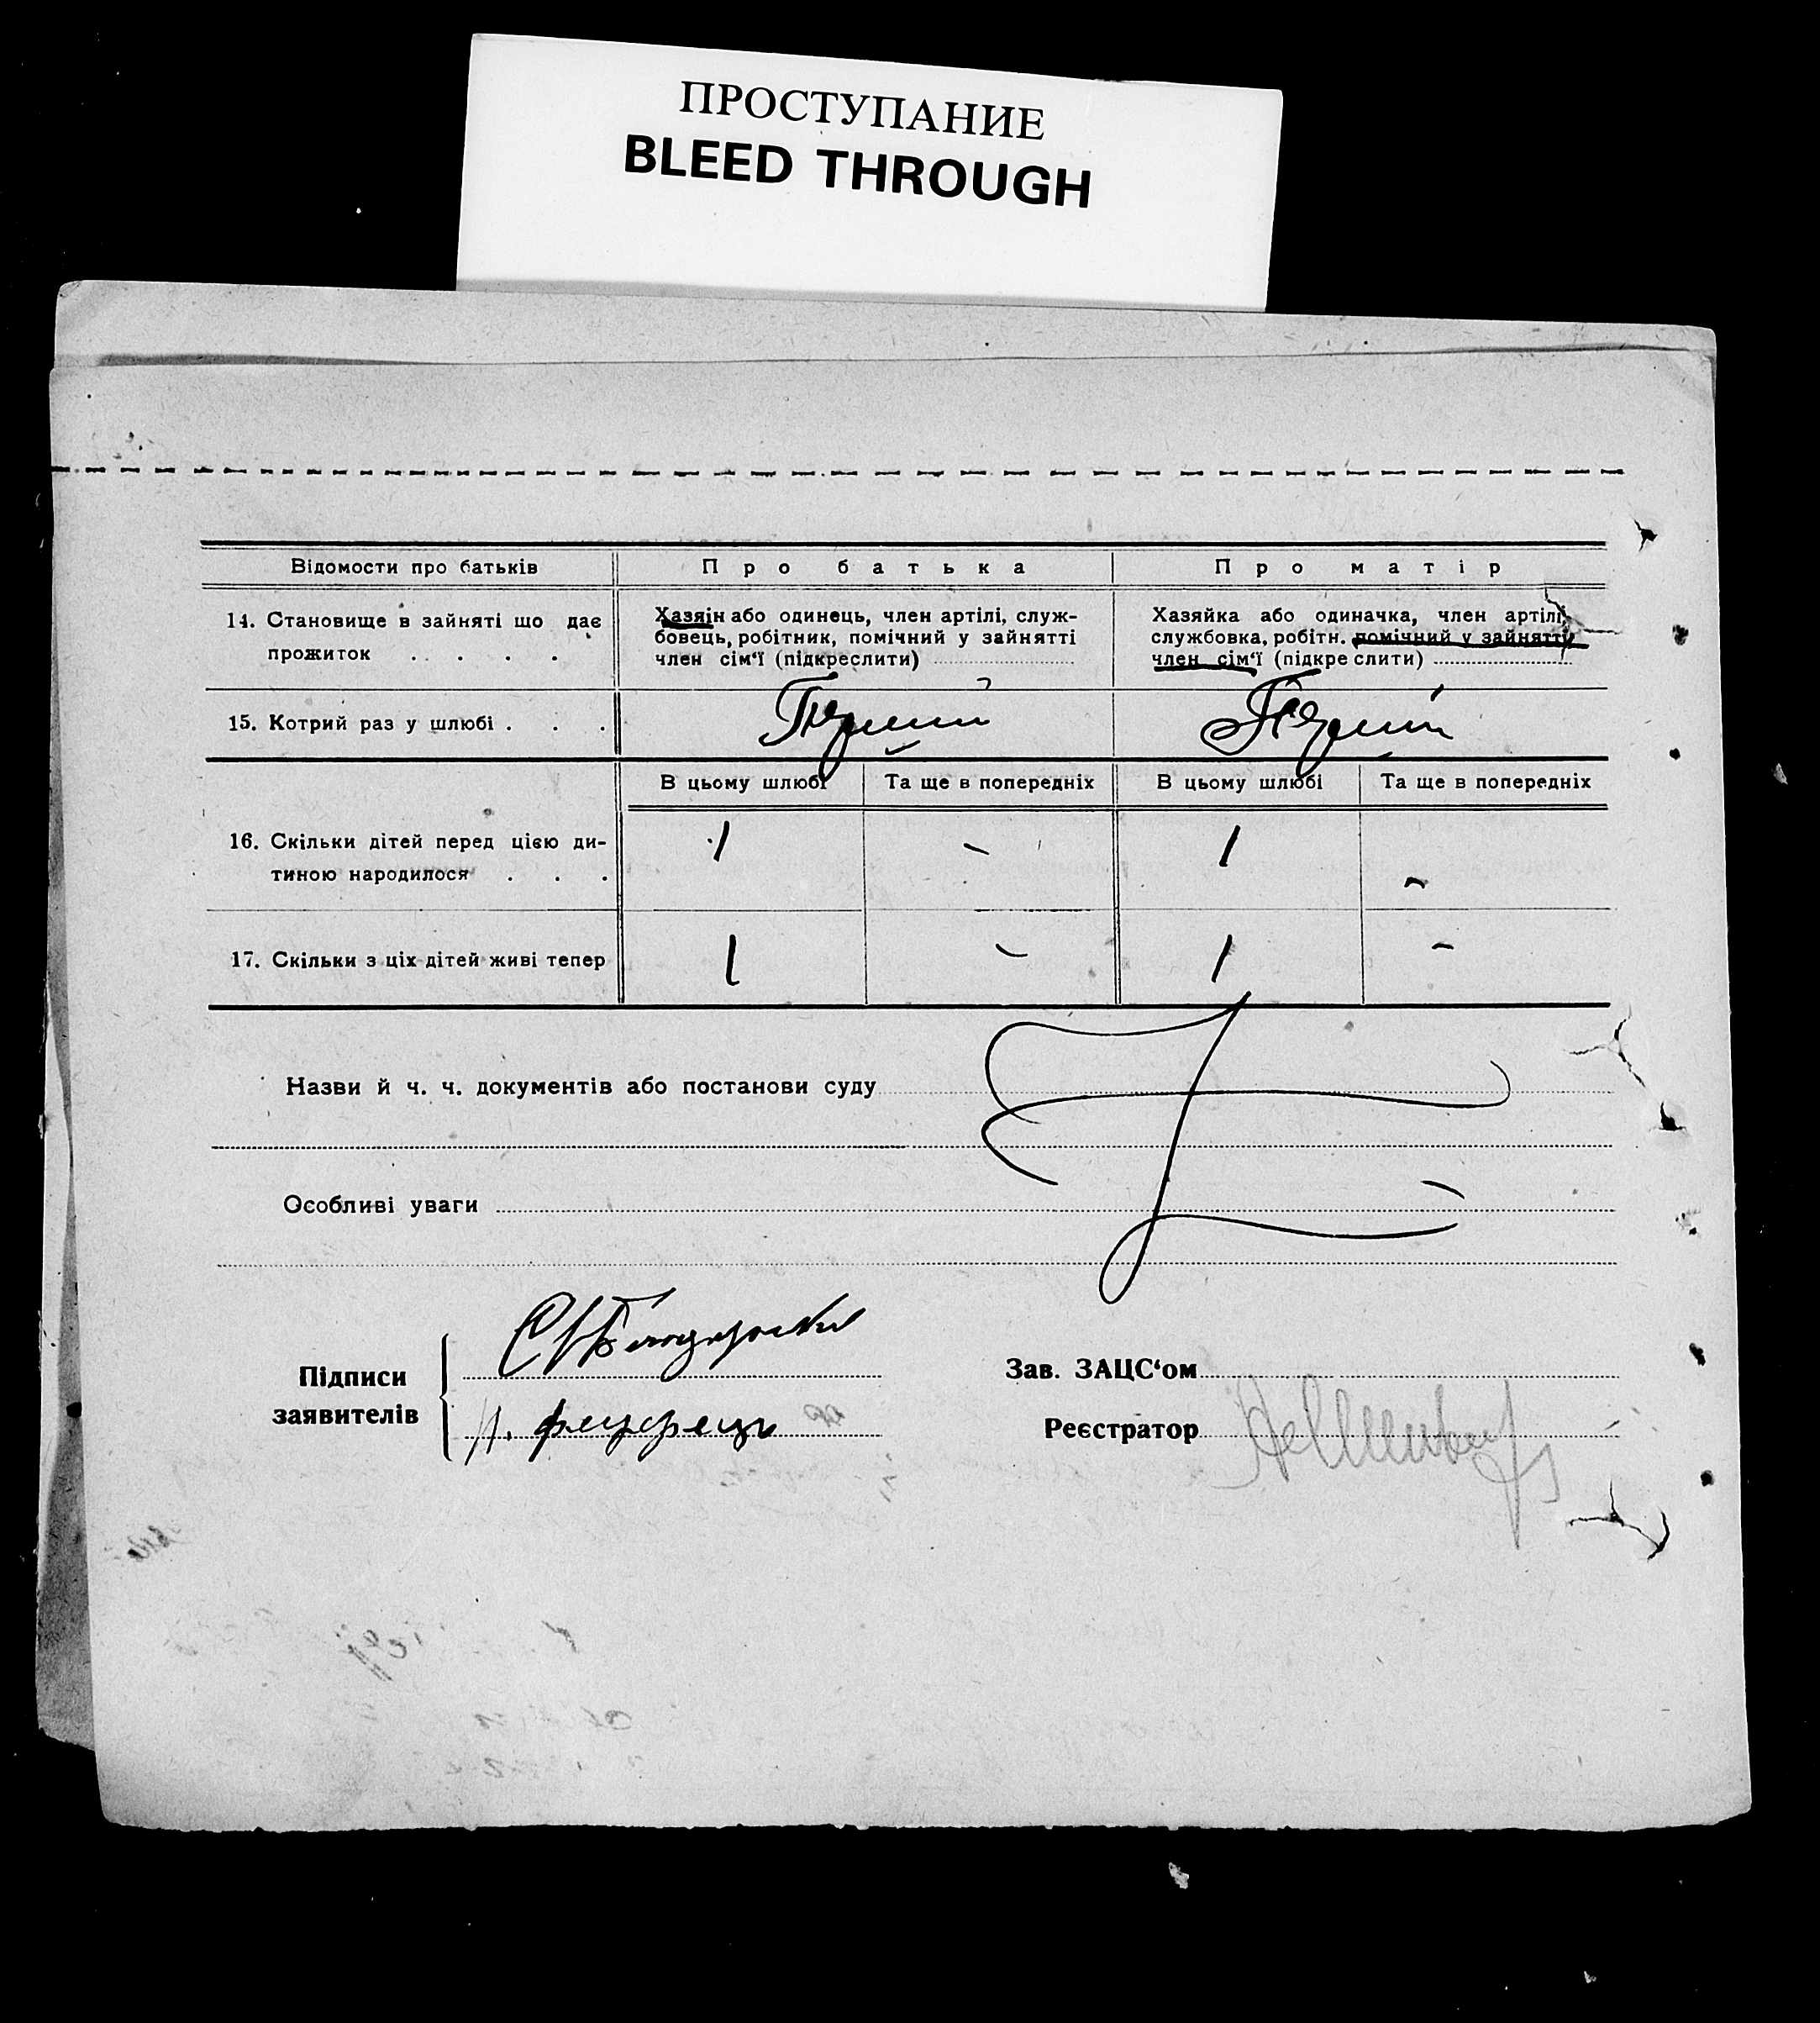 ПРОСТУПАНИЕ
BLEED THROUGH
Відомости про батьків
Про батька
Про матір
14. Становище в зайняті що дає
прожиток . . . .
Хазяін або одинець, член артілі, служ-
бовець, робітник, помічний у зайнятті
член сім‘ї (підкреслити)
Хазяйка або одиначка, член артілі,
службовка, робітн. помічний у зайнятти
член сім‘ї (підкреслити)
15. Котрий раз у шлюбі . . .
Перший
Перший
В цьому шлюбі
Та ще в попередніх
В цьому шлюбі
Та ще в попередніх
16. Скільки дітей перед цією ди-
тиною народилося . . .
1 - 1 -
17. Скільки з ціх дітей живі тепер
1 - 1 -
Назви й ч. ч. документів або постанови суду
Особливі уваги
Підписи
заявителів
Зав. ЗАЦС‘ом
Реєстратор